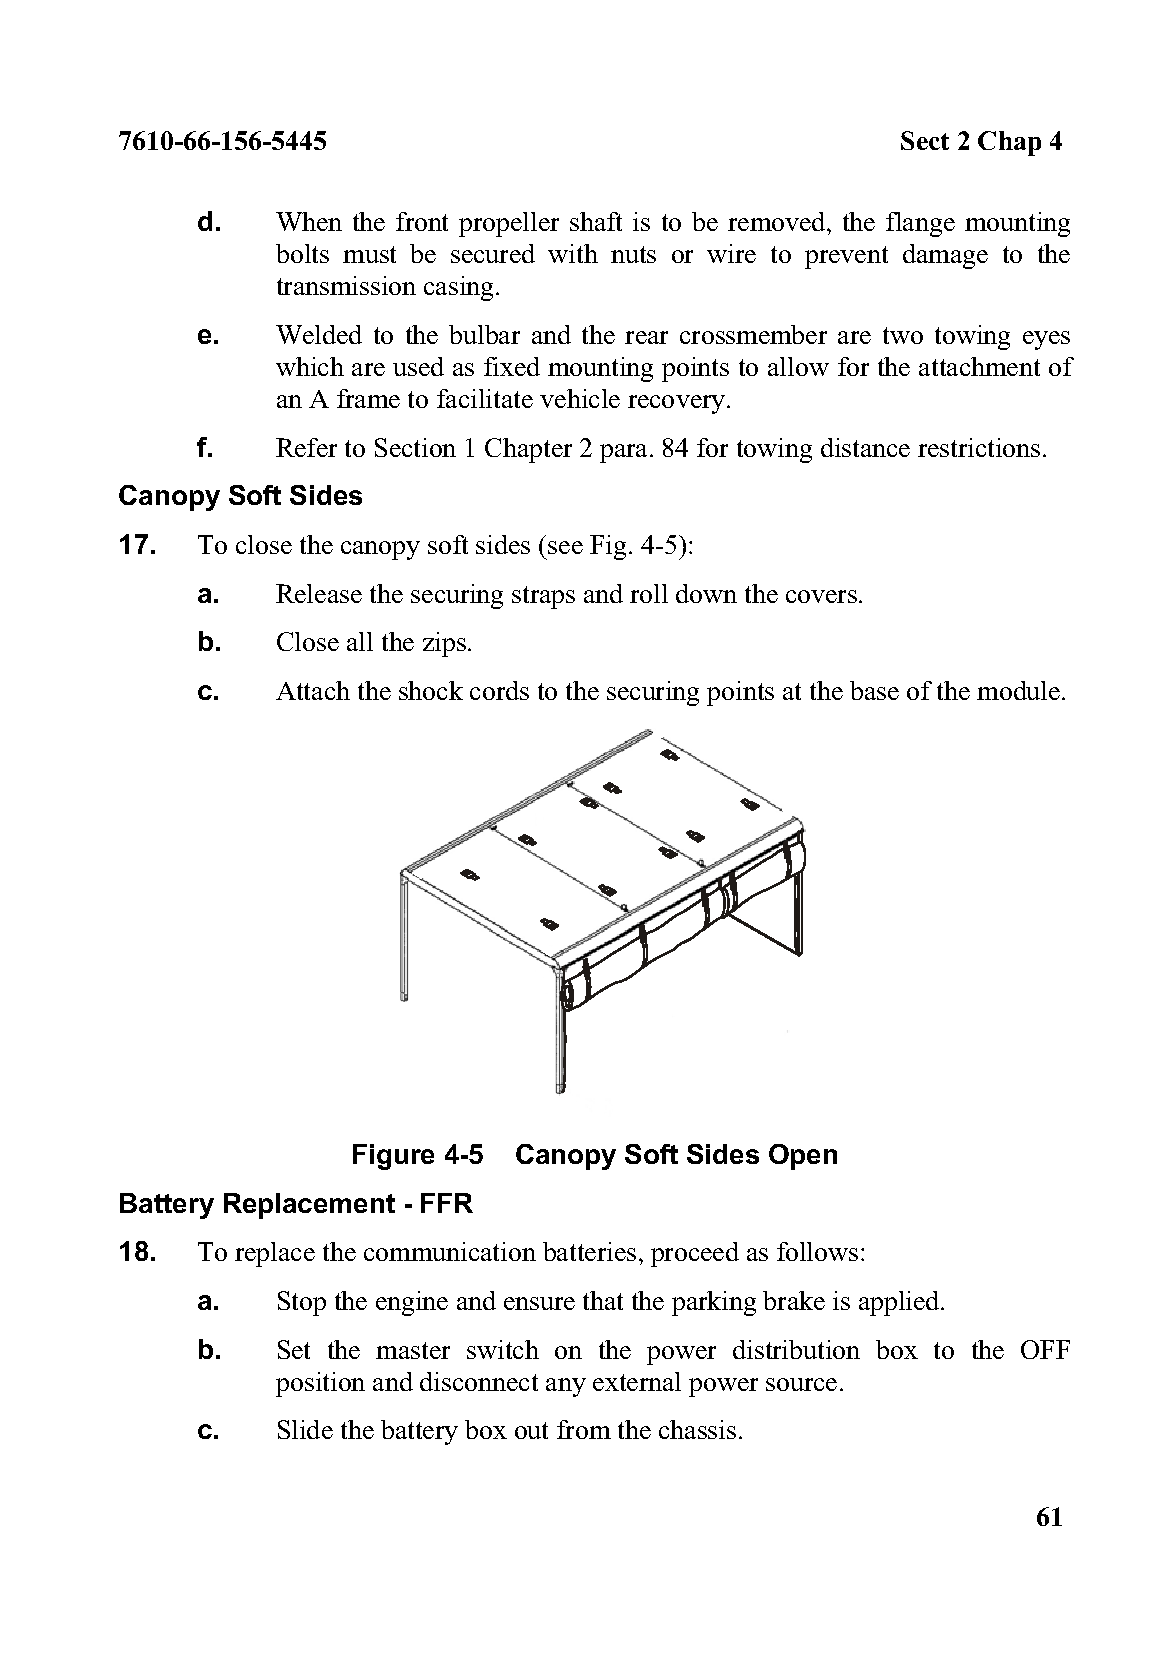 7610-66-156-5445 Sect 2 Chap 4
d. When the front propeller shaft is to be removed, the flange mounting
bolts must be secured with nuts or wire to prevent damage to the
transmission casing.
e. Welded to the bulbar and the rear crossmember are two towing eyes
which are used as fixed mounting points to allow for the attachment of
an A frame to facilitate vehicle recovery.
f. Refer to Section 1 Chapter 2 para. 84 for towing distance restrictions.
Canopy Soft Sides
17. To close the canopy soft sides (see Fig. 4-5):
a. Release the securing straps and roll down the covers.
b. Close all the zips.
c. Attach the shock cords to the securing points at the base of the module.
Figure 4-5 Canopy Soft Sides Open
Battery Replacement - FFR
18. To replace the communication batteries, proceed as follows:
a. Stop the engine and ensure that the parking brake is applied.
b. Set the master switch on the power distribution box to the OFF
position and disconnect any external power source.
c. Slide the battery box out from the chassis.
61